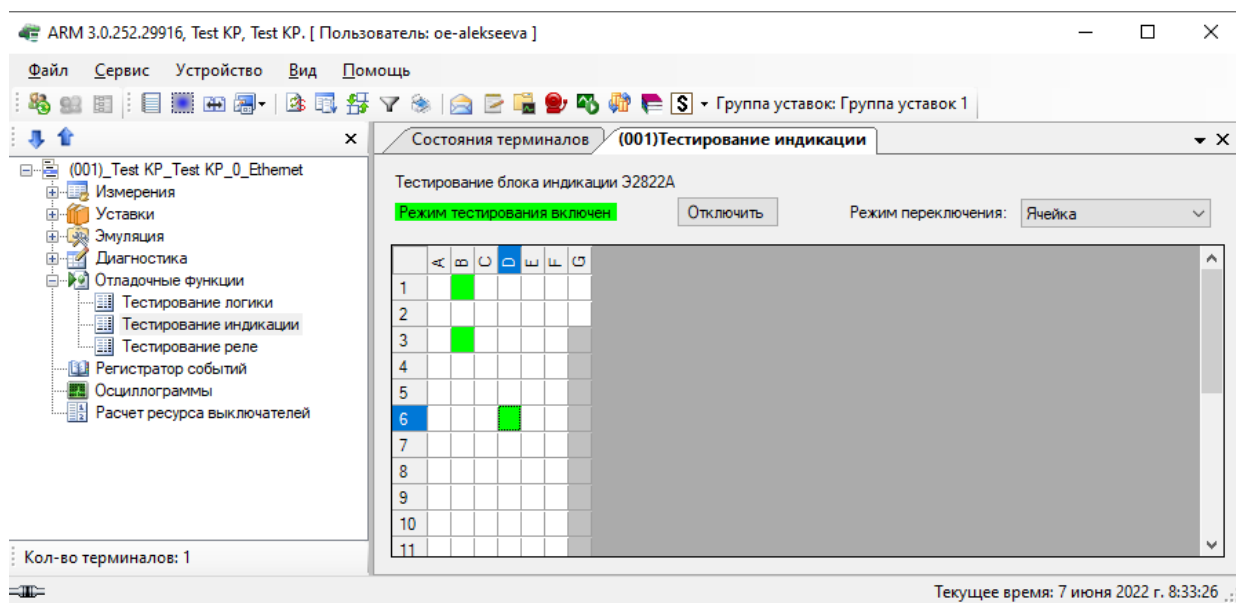 ARM 3.0.252.29916, Test KP, Test KP. [ Пользователь: oe-alekseeva ]
Файл Сервис Устройство Вид Помощь
S Группа уставок: Группа уставок 1
(001)_Test KP_Test KP_0_Ethernet
Измерения
Уставки
Эмуляция
Диагностика
Отладочные функции
Тестирование логики
Тестирование индикации
Тестирование реле
Регистратор событий
Осциллограммы
Расчет ресурса выключателей
Кол-во терминалов: 1
Состояния терминалов (001)Тестирование индикации
Тестирование блока индикации Э2822А
Режим тестирования включен Отключить Режим переключения: Ячейка
A B C D E F G
1
2
3
4
5
6
7
8
9
10
11
Текущее время: 7 июня 2022 г. 8:33:26